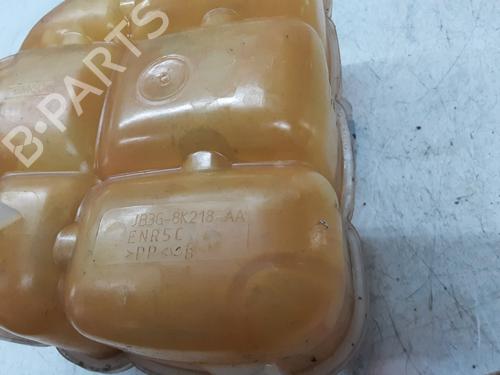 B-PARTS
JB3G-8K218-AA
ENR5C
>PP<